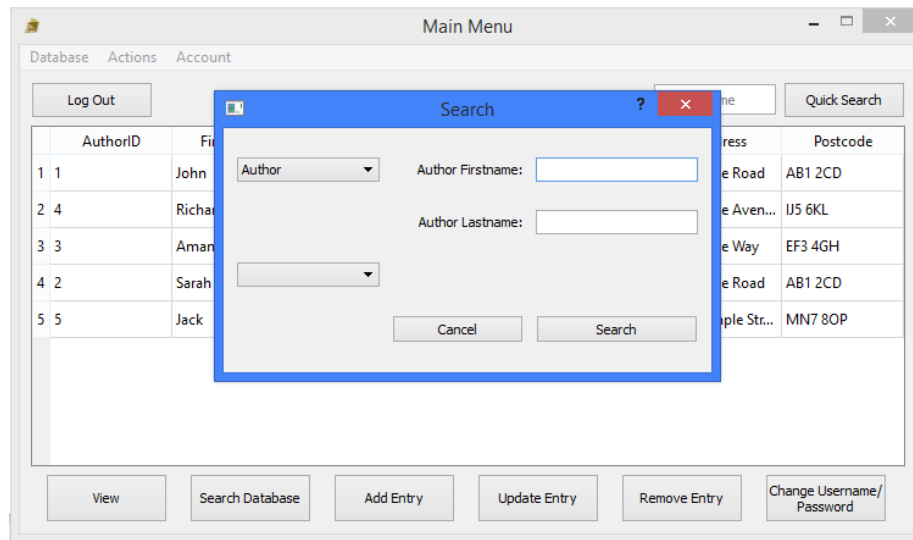 Main Menu
Database Actions Account
Log Out
Quick Search
Search
?
AuthorID
Postcode
1 1 John e Road AB1 2CD
2 4 e Aven... IJ5 6KL
3 3 e Way EF3 4GH
4 2 Sarah e Road AB1 2CD
5 5 Jack Str... MN7 8OP
Author
Author Firstname:
Author Lastname:
Cancel Search
View Search Database Add Entry Update Entry Remove Entry Change Username/
Password